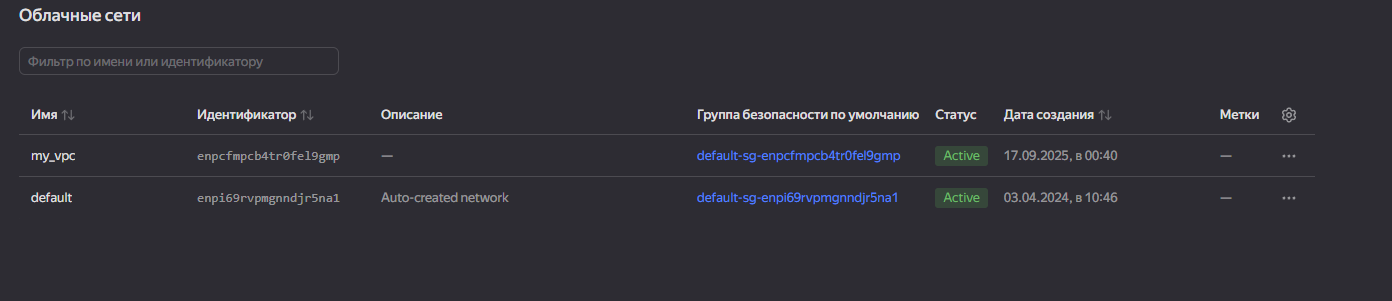 Облачные сети
Фильтр по имени или идентификатору
Имя Идентификатор Описание Группа безопасности по умолчанию Статус Дата создания Метки
my_vpc enpcfmpcb4tr0fel9gmp — default-sg-enpcfmpcb4tr0fel9gmp Active 17.09.2025, в 00:40 —
default enpi69rvpmgnndjr5na1 Auto-created network default-sg-enpi69rvpmgnndjr5na1 Active 03.04.2024, в 10:46 —